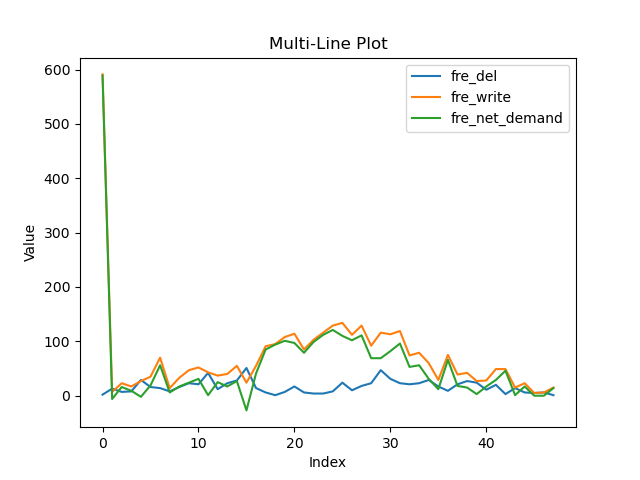 Multi-Line Plot
fre_del
fre_write
fre_net_demand
600
500
400
300
200
100
0
Value
0 10 20 30 40
Index